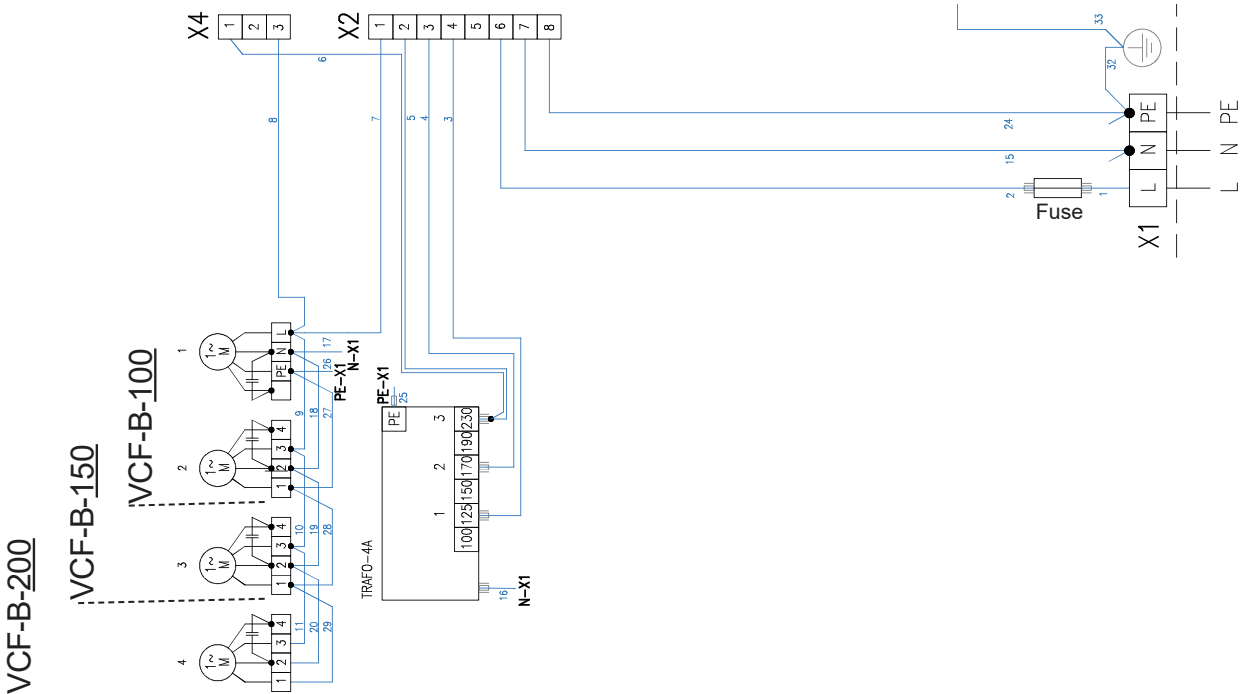 X4
1
2
3
X2
1
2
3
4
5
6
7
8
33
32
6
8
7
5
4
3
24
15
2
1
Fuse
PE
N
L
PE
N
L
X1
VCF-B-200
VCF-B-150
VCF-B-100
1
1~
M
L
N
PE
17
N-X1
26
PE-X1
9
18
27
2
1~
M
4
3
2
1
10
19
28
3
1~
M
4
3
2
1
11
20
29
4
1~
M
4
3
2
1
TRAFO-4A
PE
PE-X1
25
3
2
1
230
190
170
150
125
100
16
N-X1